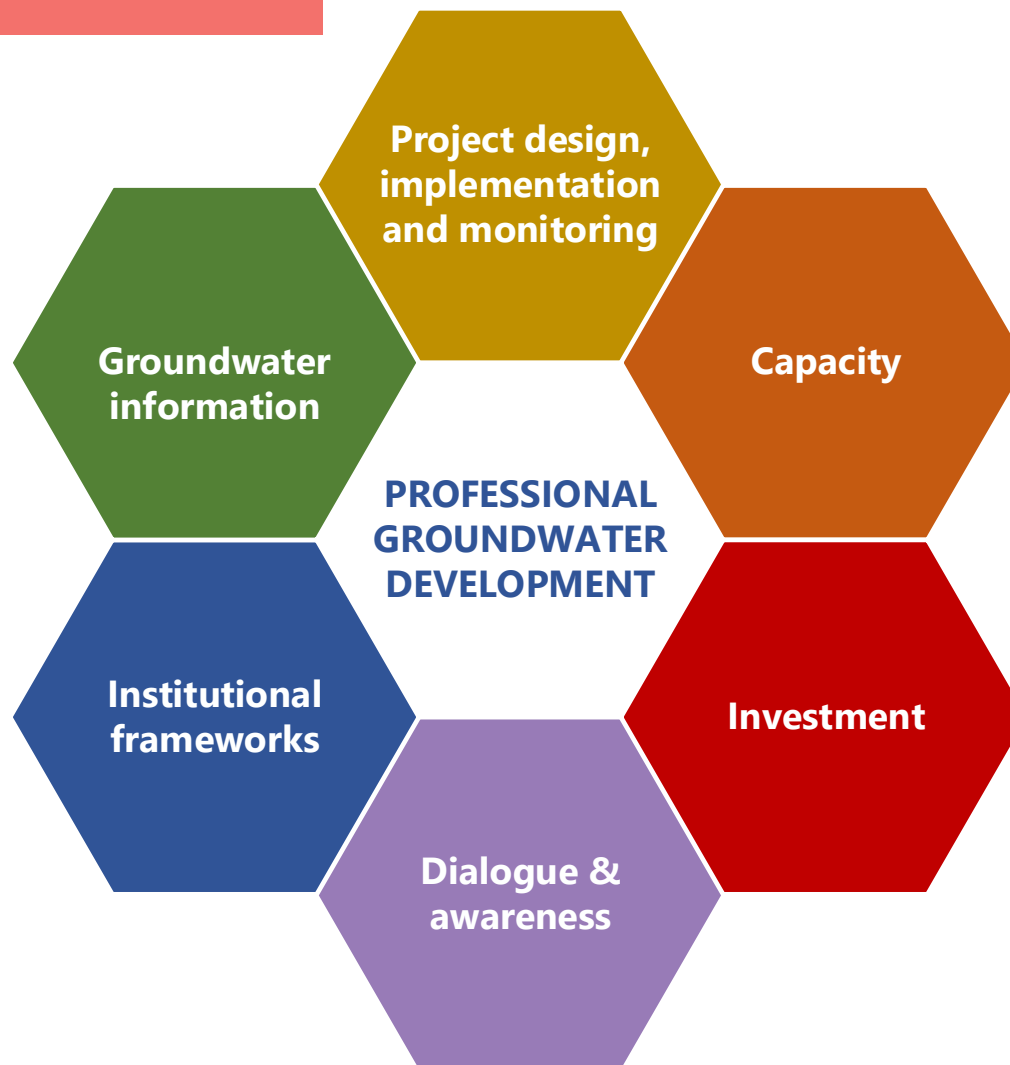 Project design,
implementation
and monitoring
Groundwater
information
Capacity
PROFESSIONAL
GROUNDWATER
DEVELOPMENT
Institutional
frameworks
Investment
Dialogue &
awareness